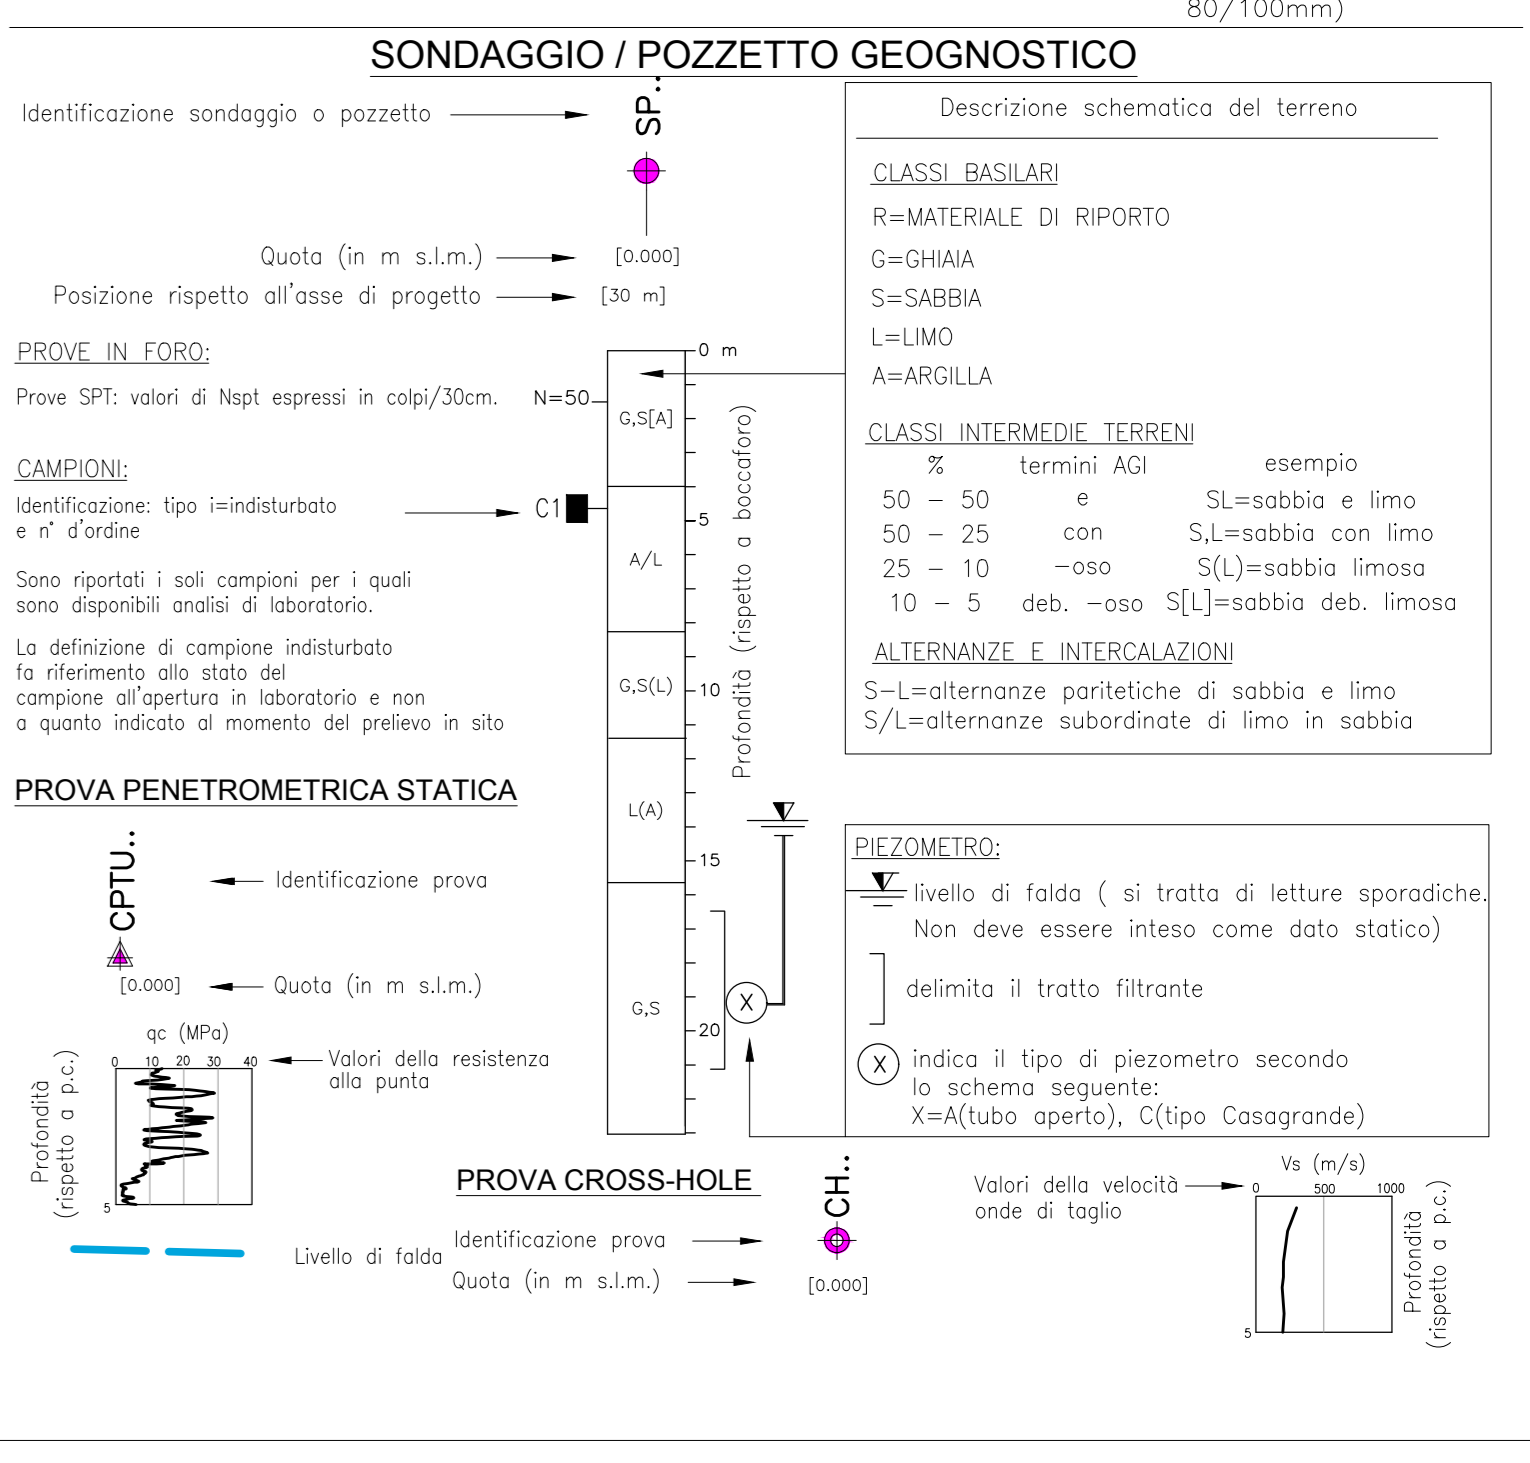 80/100mm)
SONDAGGIO / POZZETTO GEOGNOSTICO
Identificazione sondaggio o pozzetto
SP..
Quota (in m s.l.m.)
[0.000]
Posizione rispetto all'asse di progetto
[30 m]
PROVE IN FORO:
Prove SPT: valori di Nspt espressi in colpi/30cm.
N=50
CAMPIONI:
Identificazione: tipo i=indisturbato
e n° d'ordine
C1
Sono riportati i soli campioni per i quali
sono disponibili analisi di laboratorio.
La definizione di campione indisturbato
fa riferimento allo stato del
campione all'apertura in laboratorio e non
a quanto indicato al momento del prelievo in sito
0 m
5
10
15
20
G,S[A]
A/L
G,S(L)
L(A)
G,S
Profondità (rispetto a boccaforo)
X
Descrizione schematica del terreno
CLASSI BASILARI
R=MATERIALE DI RIPORTO
G=GHIAIA
S=SABBIA
L=LIMO
A=ARGILLA
CLASSI INTERMEDIE TERRENI
% termini AGI esempio
50 – 50 e SL=sabbia e limo
50 – 25 con S,L=sabbia con limo
25 – 10 –oso S(L)=sabbia limosa
10 – 5 deb. –oso S[L]=sabbia deb. limosa
ALTERNANZE E INTERCALAZIONI
S–L=alternanze paritetiche di sabbia e limo
S/L=alternanze subordinate di limo in sabbia
PIEZOMETRO:
livello di falda ( si tratta di letture sporadiche.
Non deve essere inteso come dato statico)
delimita il tratto filtrante
X
indica il tipo di piezometro secondo
lo schema seguente:
X=A(tubo aperto), C(tipo Casagrande)
PROVA PENETROMETRICA STATICA
CPTU..
Identificazione prova
[0.000]
Quota (in m s.l.m.)
qc (MPa)
0 10 20 30 40
Valori della resistenza
alla punta
Profondità
(rispetto a p.c.)
5
Livello di falda
PROVA CROSS-HOLE
CH..
Identificazione prova
Quota (in m s.l.m.)
[0.000]
Valori della velocità
onde di taglio
Vs (m/s)
0 500 1000
5
Profondità
(rispetto a p.c.)